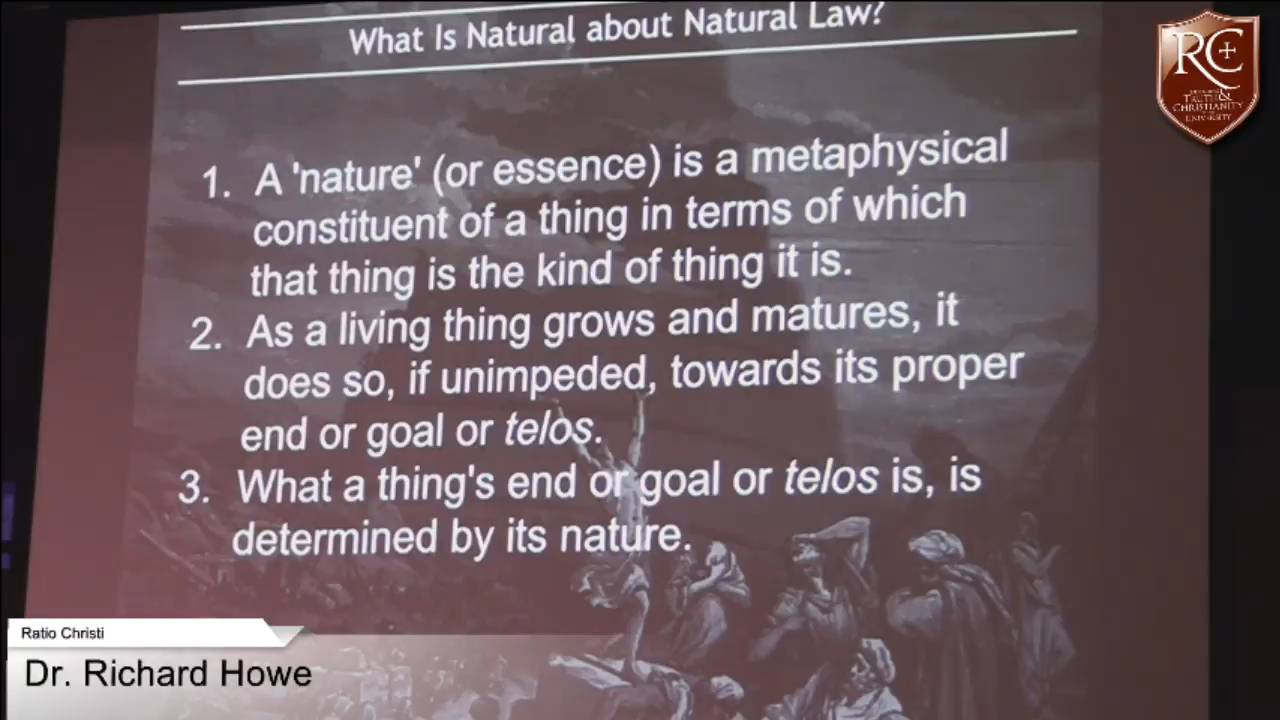 What Is Natural about Natural Law?
RC
TRUTH &
CHRISTIANITY
UNIVERSITY
1. A 'nature' (or essence) is a metaphysical
constituent of a thing in terms of which
that thing is the kind of thing it is.
2. As a living thing grows and matures, it
does so, if unimpeded, towards its proper
end or goal or telos.
3. What a thing's end or goal or telos is, is
determined by its nature.
Ratio Christi
Dr. Richard Howe